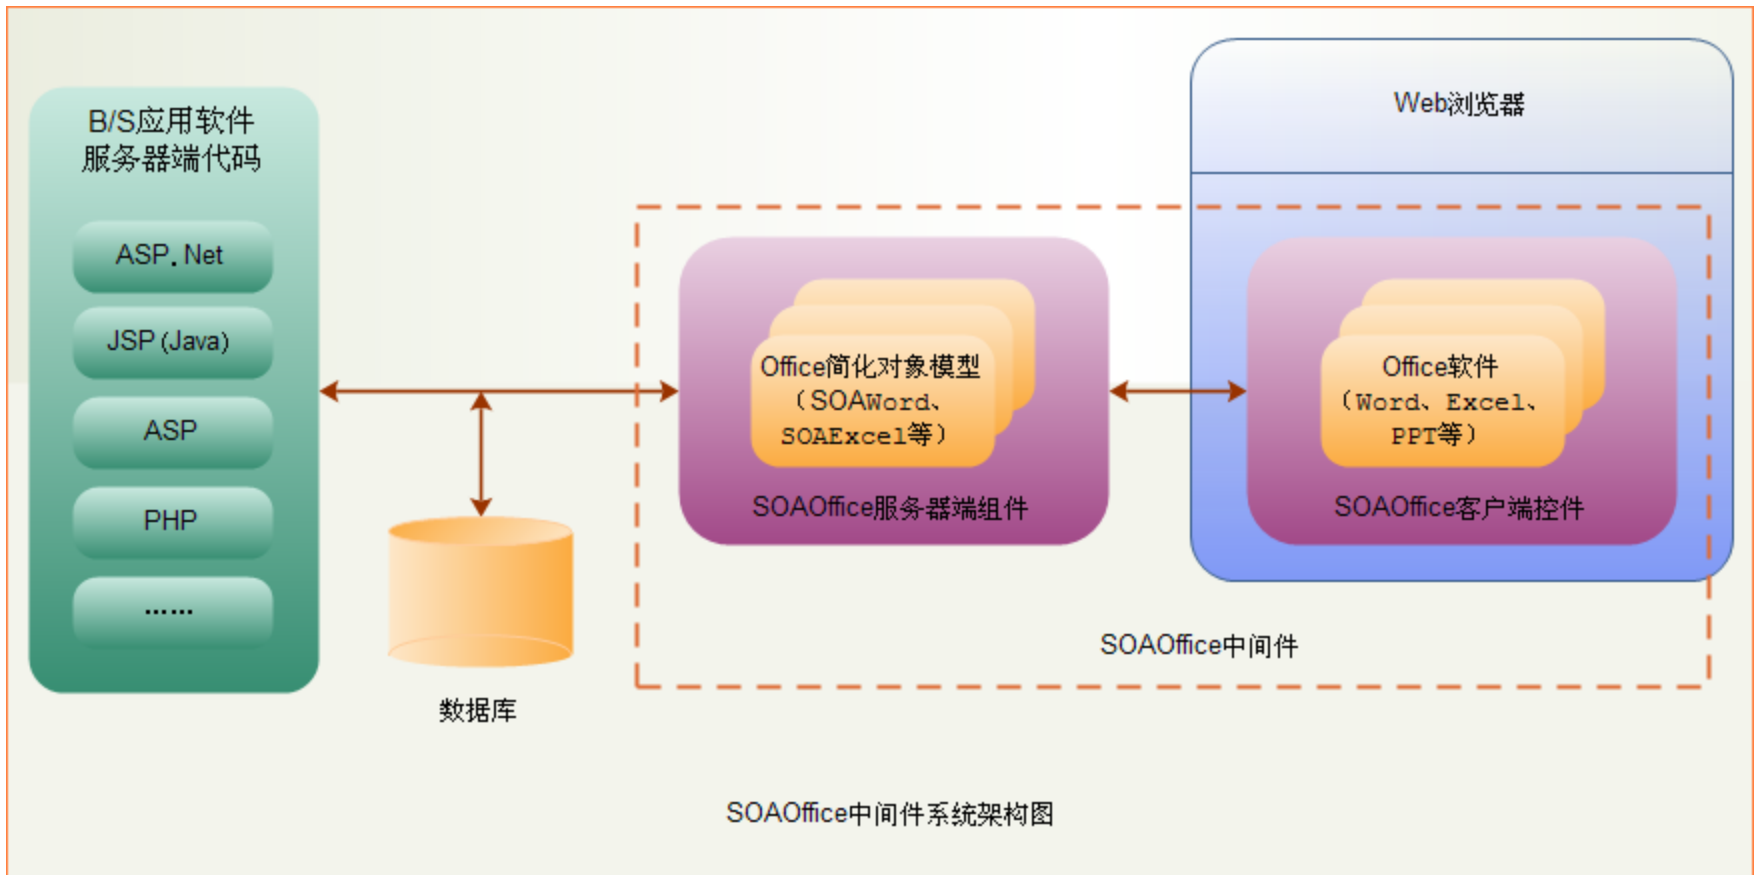 B/S应用软件
服务器端代码
ASP.Net
JSP(Java)
ASP
PHP
……
数据库
Office简化对象模型
（SOAWord、
SOAExcel等）
SOAOffice服务器端组件
Web浏览器
Office软件
（Word、Excel、
PPT等）
SOAOffice客户端控件
SOAOffice中间件
SOAOffice中间件系统架构图